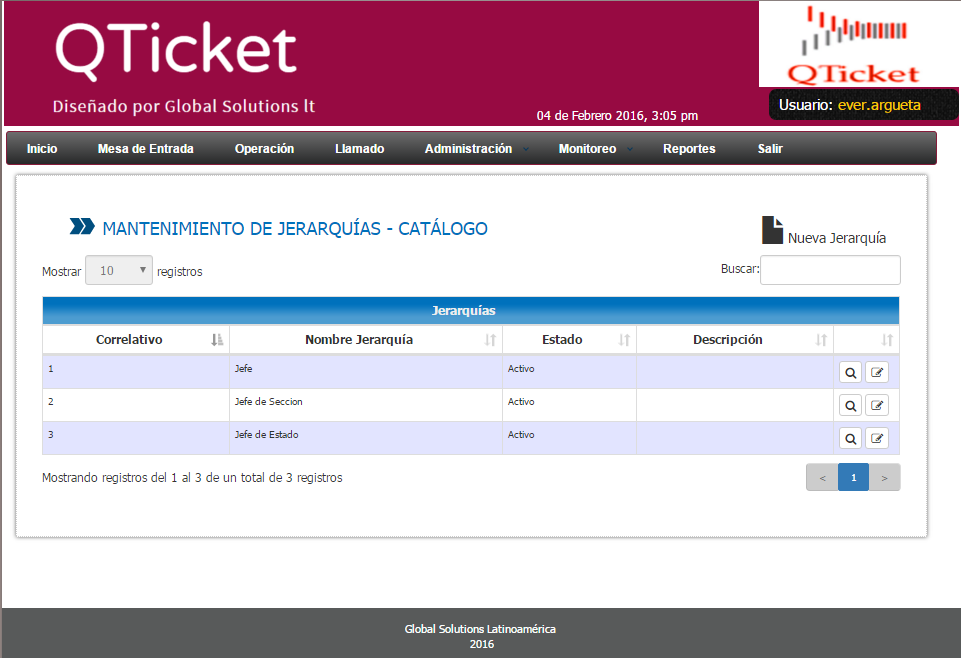 QTicket
Diseñado por Global Solutions lt
04 de Febrero 2016, 3:05 pm
QTicket
Usuario: ever.argueta
Inicio Mesa de Entrada Operación Llamado Administración Monitoreo Reportes Salir
MANTENIMIENTO DE JERARQUÍAS - CATÁLOGO
Nueva Jerarquía
Mostrar 10 registros
Buscar:
Jerarquías
Correlativo Nombre Jerarquía Estado Descripción
1 Jefe Activo
2 Jefe de Seccion Activo
3 Jefe de Estado Activo
Mostrando registros del 1 al 3 de un total de 3 registros
< 1 >
Global Solutions Latinoamérica
2016